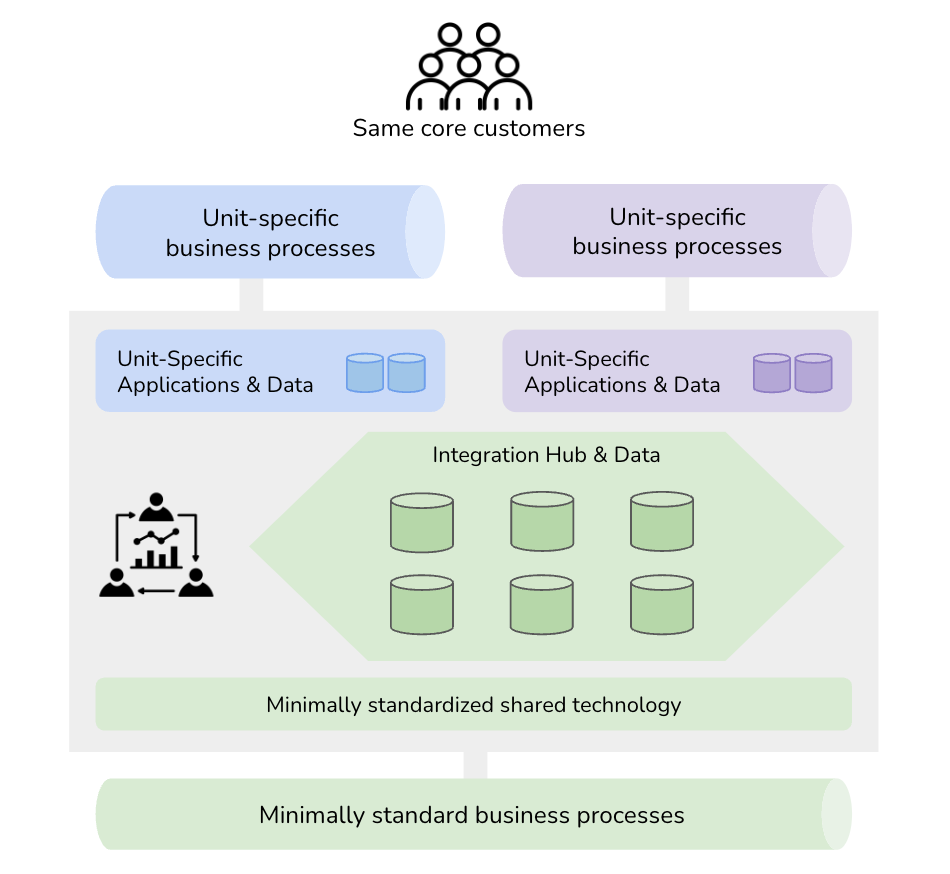 Same core customers
Unit-specific
business processes
Unit-specific
business processes
Unit-Specific
Applications & Data
Unit-Specific
Applications & Data
Integration Hub & Data
Minimally standardized shared technology
Minimally standard business processes